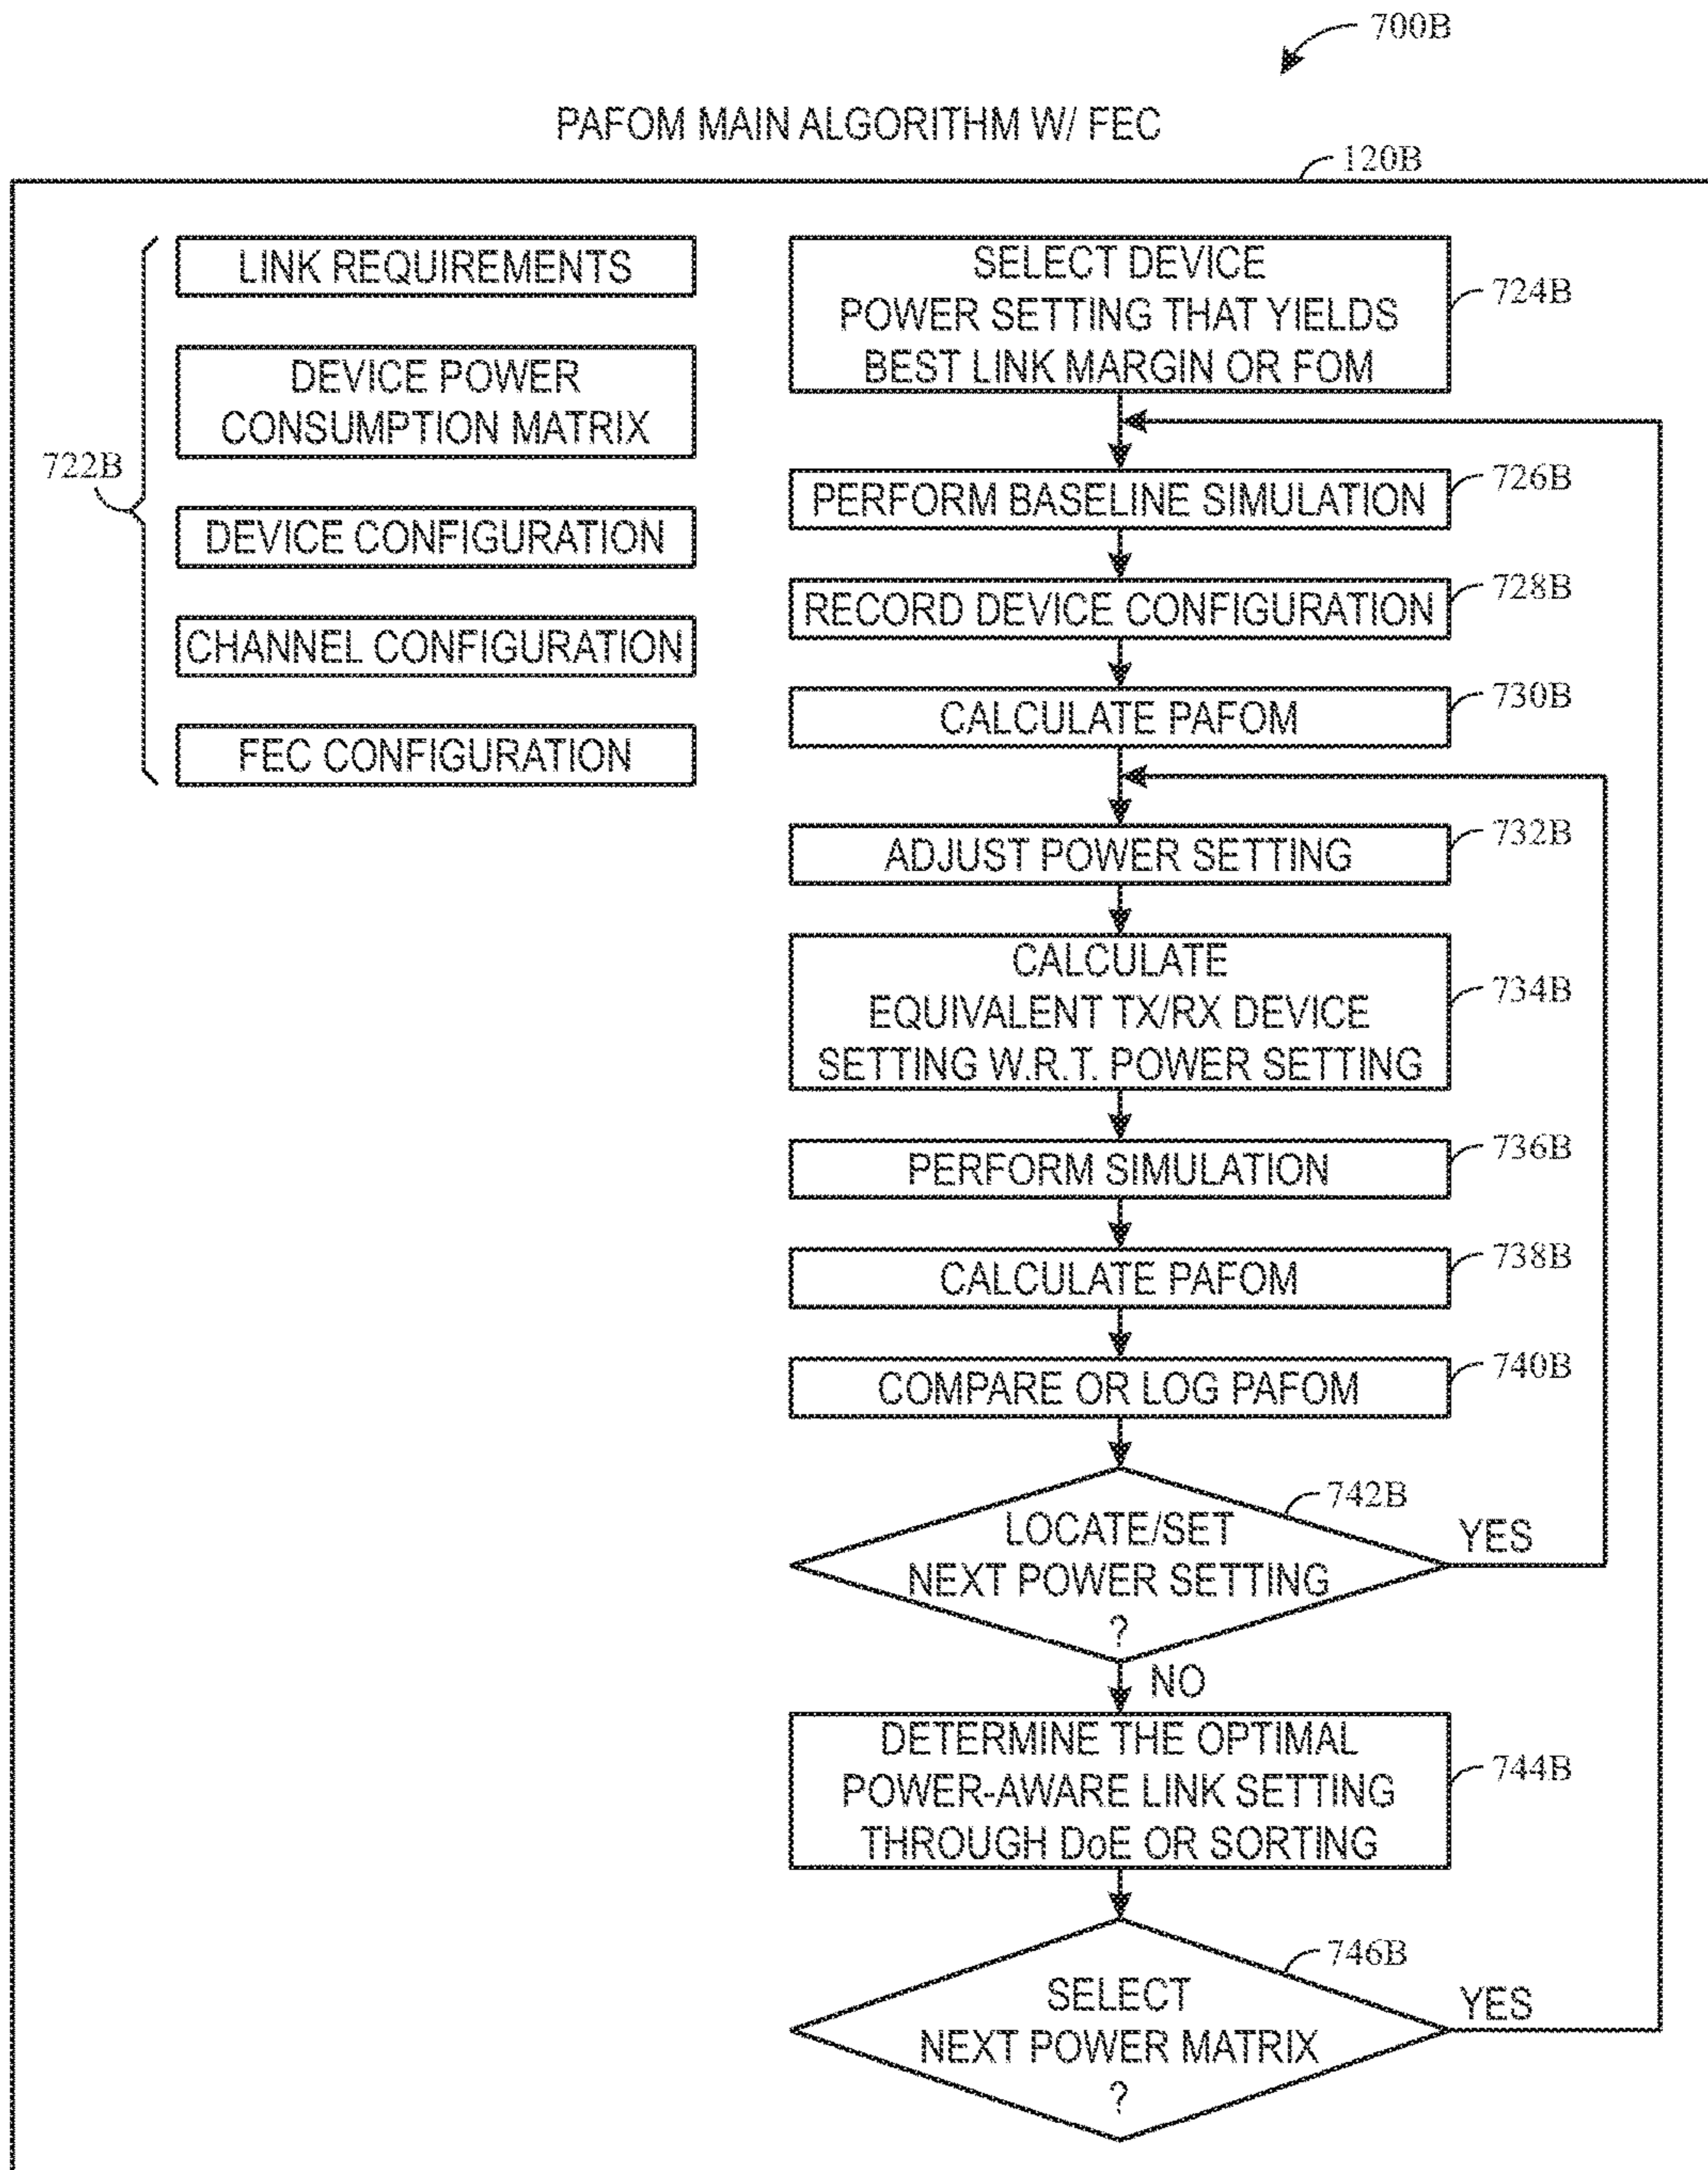 700B
PAFOM MAIN ALGORITHM W/ FEC
120B
722B
LINK REQUIREMENTS
DEVICE POWER
CONSUMPTION MATRIX
DEVICE CONFIGURATION
CHANNEL CONFIGURATION
FEC CONFIGURATION
SELECT DEVICE
POWER SETTING THAT YIELDS
BEST LINK MARGIN OR FOM
724B
PERFORM BASELINE SIMULATION
726B
RECORD DEVICE CONFIGURATION
728B
CALCULATE PAFOM
730B
ADJUST POWER SETTING
732B
CALCULATE
EQUIVALENT TX/RX DEVICE
SETTING W.R.T. POWER SETTING
734B
PERFORM SIMULATION
736B
CALCULATE PAFOM
738B
COMPARE OR LOG PAFOM
740B
LOCATE/SET
NEXT POWER SETTING
?
742B
YES
NO
DETERMINE THE OPTIMAL
POWER-AWARE LINK SETTING
THROUGH DoE OR SORTING
744B
SELECT
NEXT POWER MATRIX
?
746B
YES